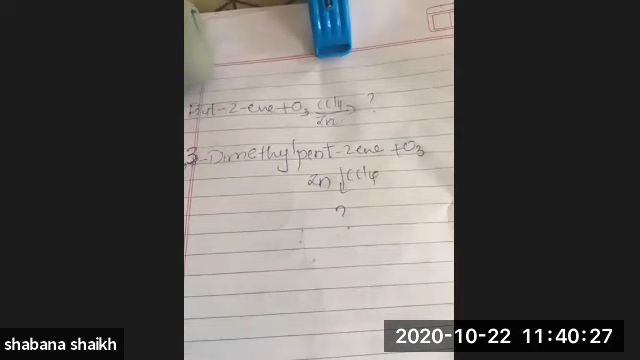 -2-ene + O3 CCl4 ?
Zn
3-Dimethylpent-2ene + O3
Zn CCl4
?
shabana shaikh
2020-10-22 11:40:27